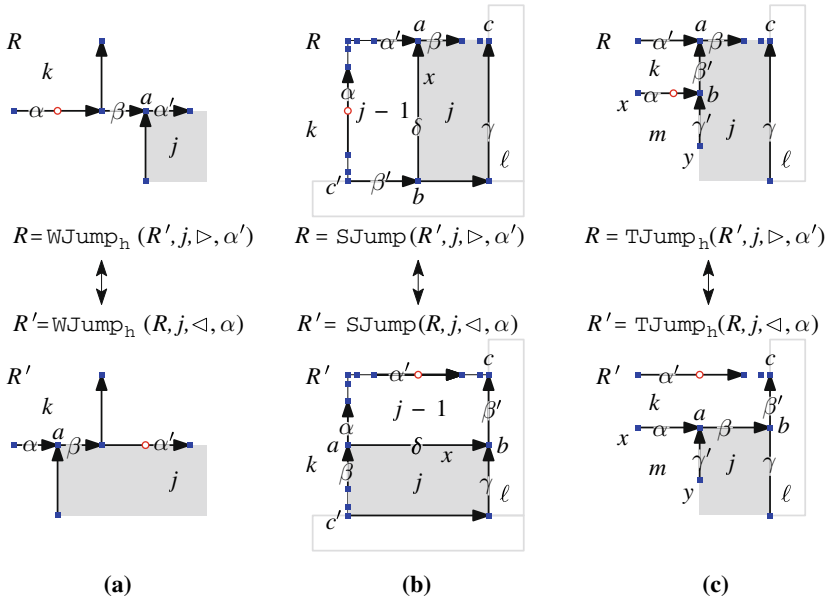 R
k
α
β
a
α′
j
R = WJump_h (R′, j, ▷, α′)
R′= WJump_h (R, j, ◁, α)
R′
k
α
a
β
α′
j
(a)
R
a
c
α′
β
α
x
k
j − 1
j
δ
γ
c′
β′
b
ℓ
R = SJump(R′, j, ▷, α′)
R′ = SJump(R, j, ◁, α)
R′
α′
c
j − 1
β′
α
a
δ
x
b
k
β
j
γ
ℓ
c′
(b)
R
a
c
α′
β
k
β′
x
α
b
m
γ′
j
γ
y
ℓ
R = TJump_h(R′, j, ▷, α′)
R′ = TJump_h(R, j, ◁, α)
R′
α′
c
k
a
β′
x
α
β
b
m
γ′
j
γ
y
ℓ
(c)